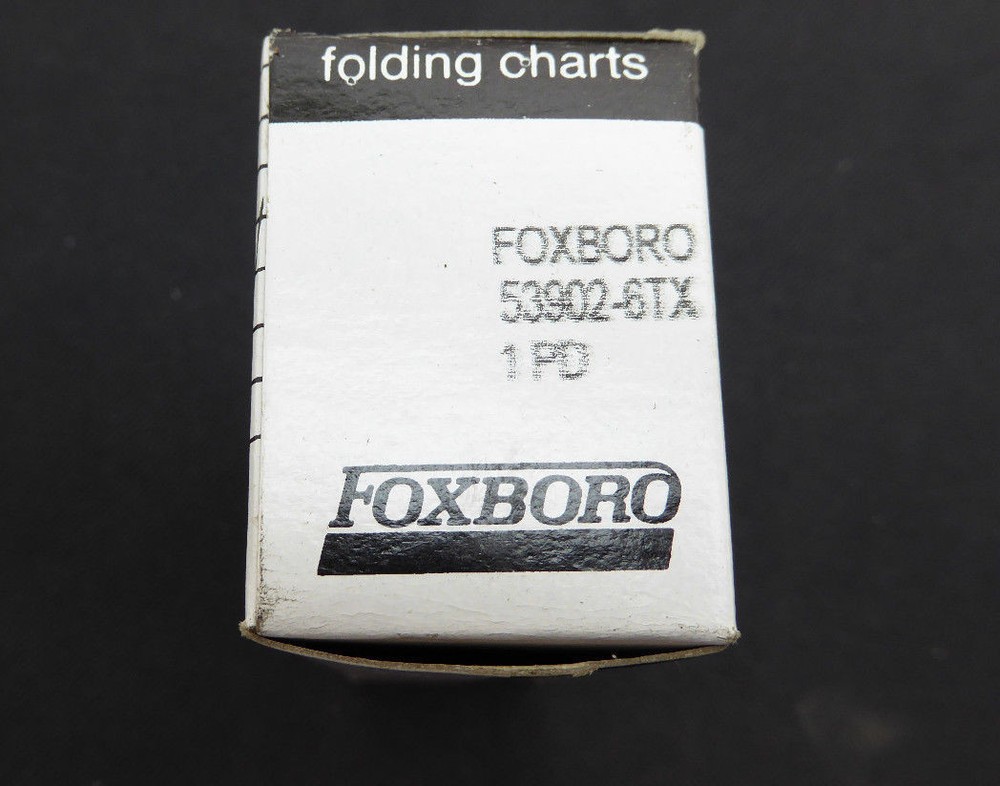 folding charts
FOXBORO
53902-6TX
1 PD
FOXBORO